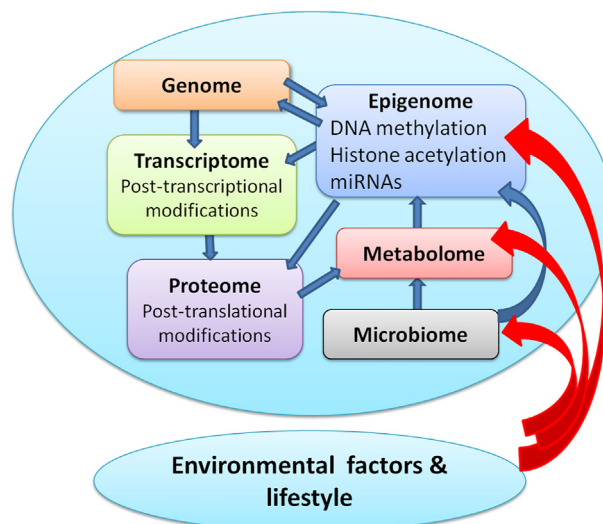 Genome
Epigenome
DNA methylation
Histone acetylation
miRNAs
Transcriptome
Post-transcriptional
modifications
Metabolome
Proteome
Post-translational
modifications
Microbiome
Environmental factors &
lifestyle